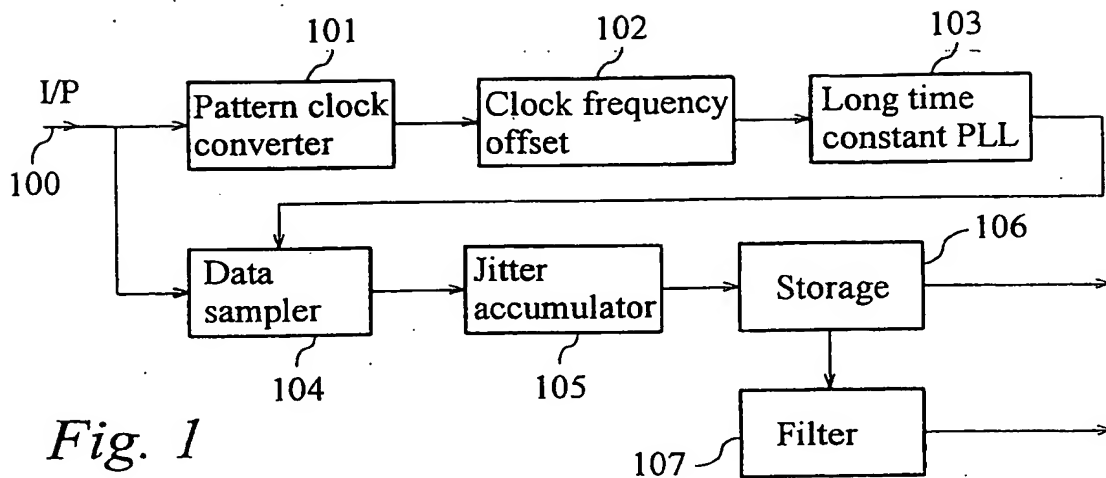 101
102
103
I/P
Pattern clock
converter
Clock frequency
offset
Long time
constant PLL
100
106
Data
sampler
Jitter
accumulator
Storage
104
105
Fig. 1
Filter
107